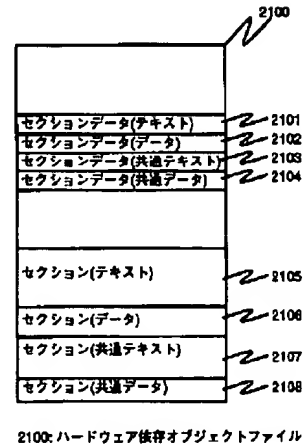 2100
セクションデータ(テキスト) 2101
セクションデータ(データ) 2102
セクションデータ(共通テキスト) 2103
セクションデータ(共通データ) 2104
セクション(テキスト) 2105
セクション(データ) 2106
セクション(共通テキスト) 2107
セクション(共通データ) 2108
2100: ハードウェア依存オブジェクトファイル